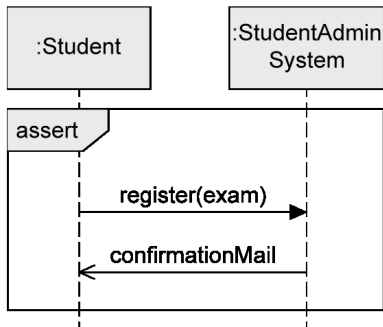 :Student
:StudentAdmin
System
assert
register(exam)
confirmationMail